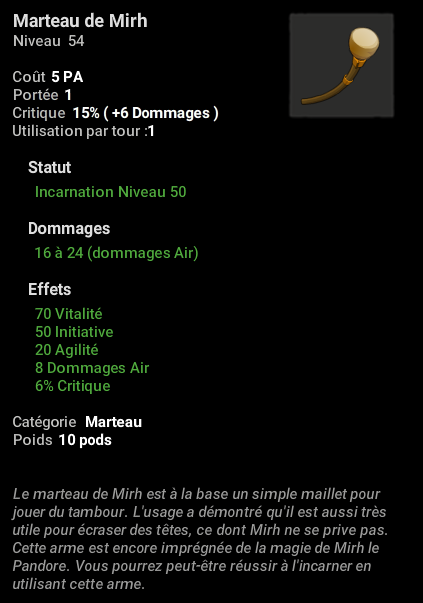 Marteau de Mirh
Niveau 54
Coût 5 PA
Portée 1
Critique 15% ( +6 Dommages )
Utilisation par tour :1
Statut
Incarnation Niveau 50
Dommages
16 à 24 (dommages Air)
Effets
70 Vitalité
50 Initiative
20 Agilité
8 Dommages Air
6% Critique
Catégorie Marteau
Poids 10 pods
Le marteau de Mirh est à la base un simple maillet pour
jouer du tambour. L'usage a démontré qu'il est aussi très
utile pour écraser des têtes, ce dont Mirh ne se prive pas.
Cette arme est encore imprégnée de la magie de Mirh le
Pandore. Vous pourrez peut-être réussir à l'incarner en
utilisant cette arme.